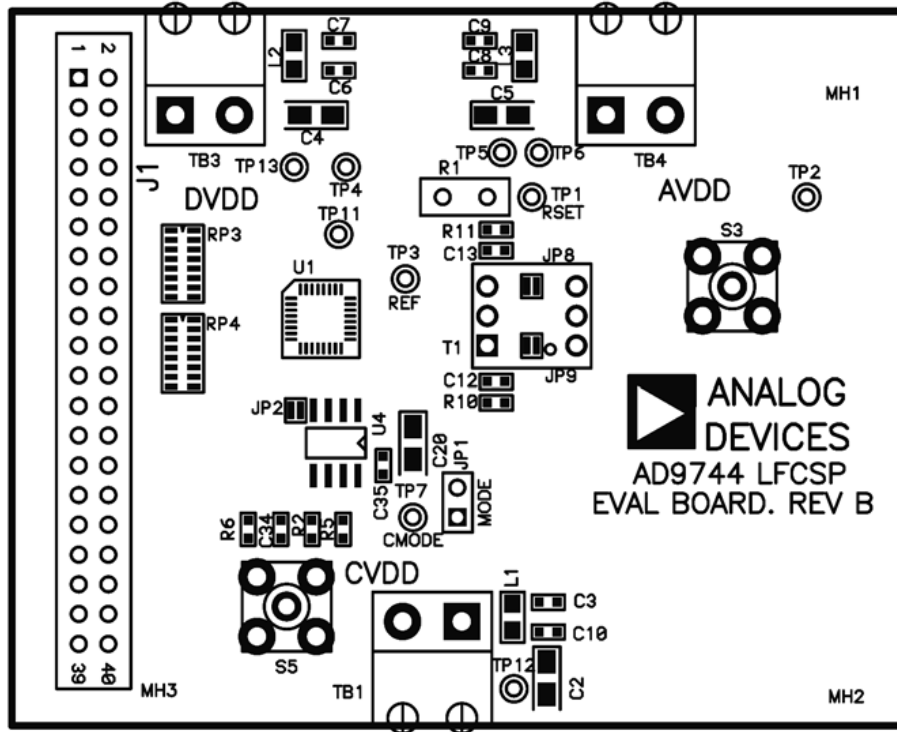 C7
C9
1 2
L2
3
C6
C8
MH1
C4
C5
TB3
TP13
TP4
TP5
TP6
TB4
J1
DVDD
R1
TP1
RSET
AVDD
TP2
TP11
RP3
R11
S3
U1
TP3
REF
C13
JP8
RP4
T1
JP9
C12
JP2
U4
R10
ANALOG
DEVICES
C20
JP1
AD9744 LFCSP
EVAL BOARD. REV B
C35
TP7
MODE
R6
C34
R2
R5
CMODE
CVDD
L1
C3
C10
39 40
S5
TP12
C2
MH3
TB1
MH2